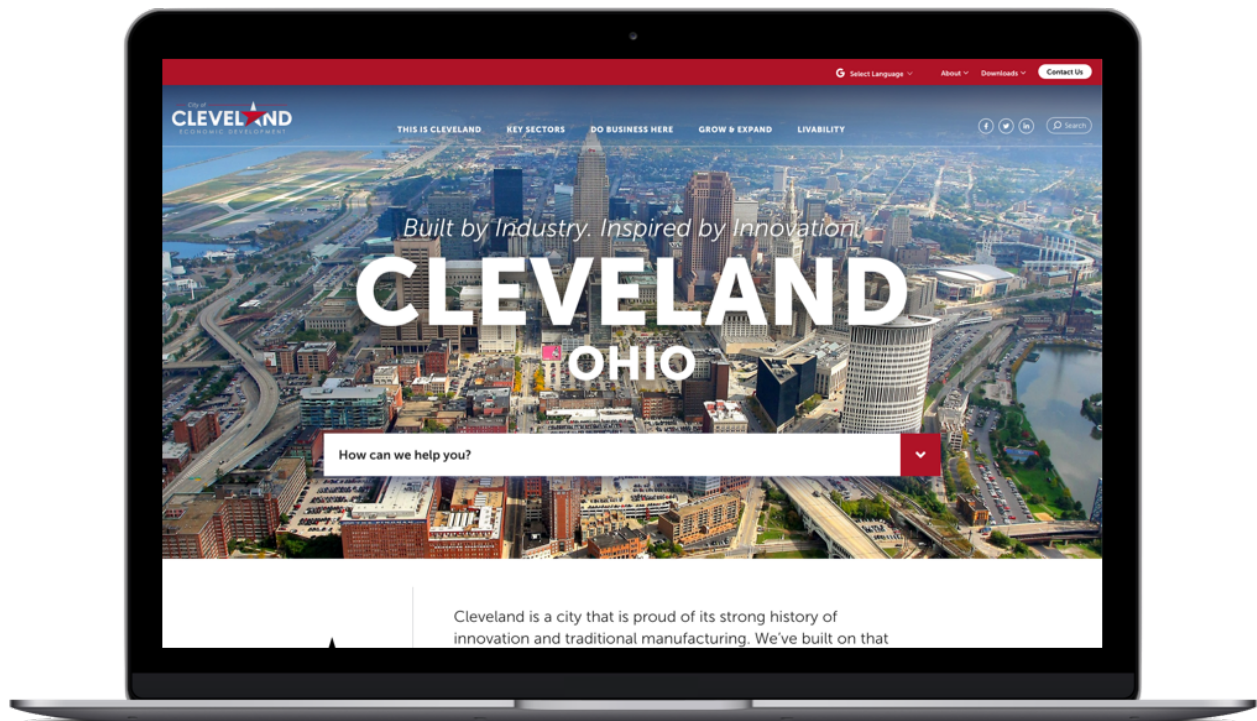 Select Language
About
Downloads
Contact Us
City of
CLEVELAND
ECONOMIC DEVELOPMENT
THIS IS CLEVELAND
KEY SECTORS
DO BUSINESS HERE
GROW & EXPAND
LIVABILITY
Search
Built by Industry. Inspired by Innovation.
CLEVELAND
OHIO
How can we help you?
Cleveland is a city that is proud of its strong history of
innovation and traditional manufacturing. We've built on that